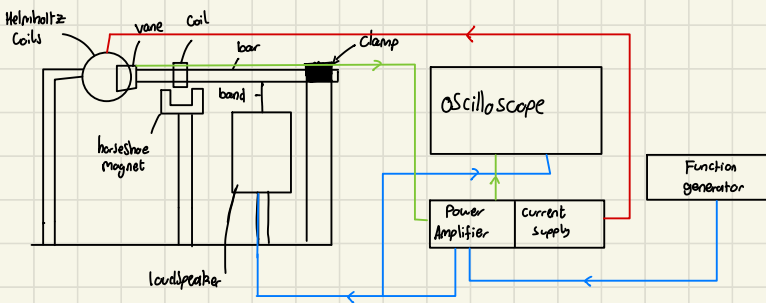 Helmholtz
Coils
vane
Coil
bar
Clamp
band
horseshoe
magnet
loudspeaker
oscilloscope
Power
Amplifier
Current
Supply
Function
generator